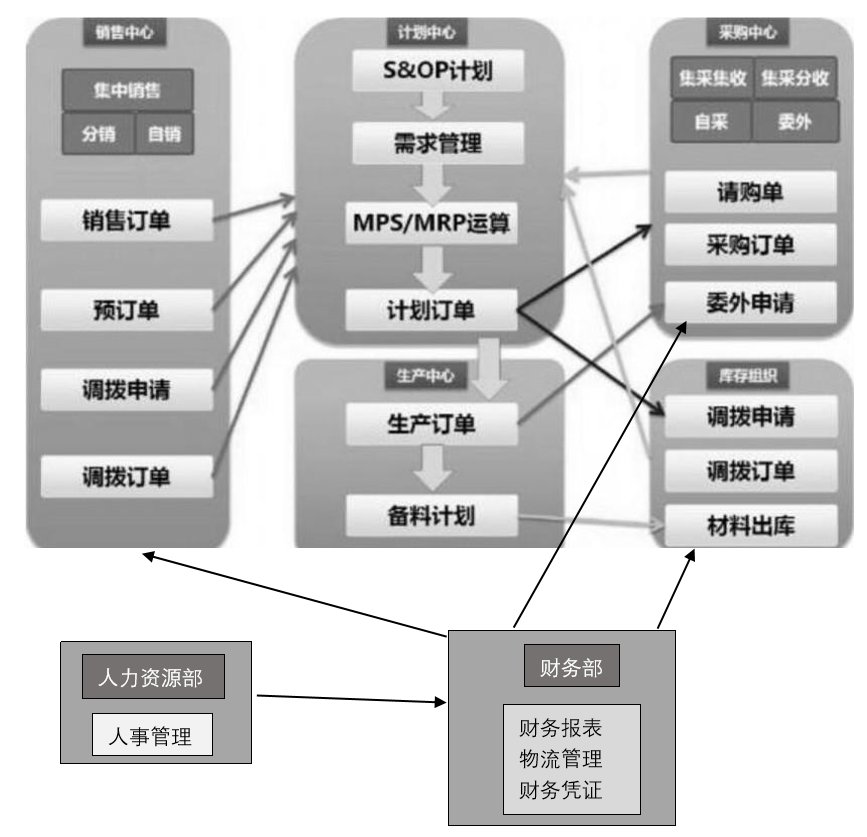 销售中心
集中销售
分销
自销
销售订单
预订单
调拨申请
调拨订单
计划中心
S&OP计划
需求管理
MPS/MRP运算
计划订单
生产中心
生产订单
备料计划
采购中心
集采集收
集采分收
自采
委外
请购单
采购订单
委外申请
库存组织
调拨申请
调拨订单
材料出库
人力资源部
人事管理
财务部
财务报表
物流管理
财务凭证